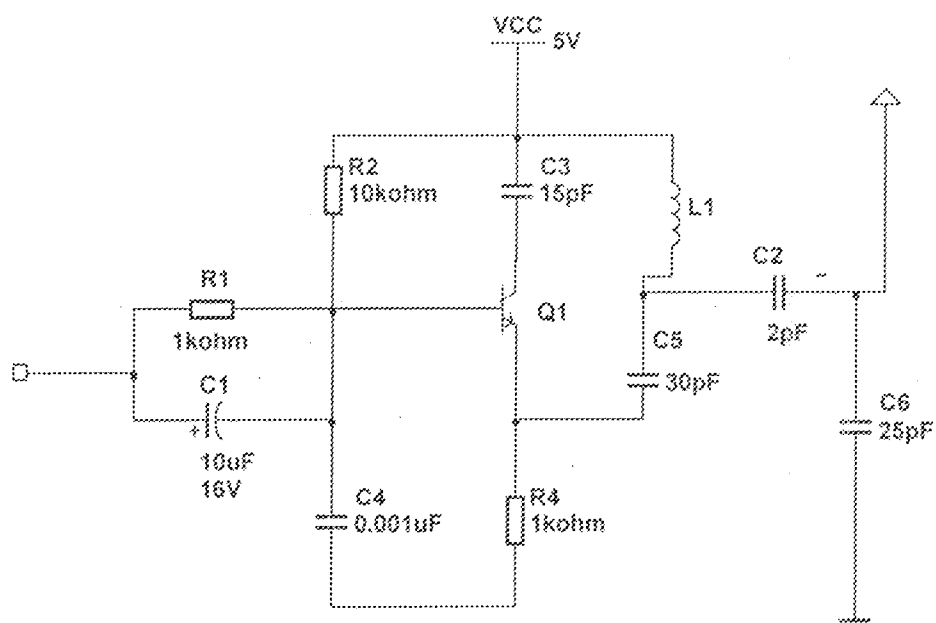 VCC
5V
R2
10kohm
C3
15pF
L1
C2
2pF
R1
1kohm
Q1
C5
30pF
C1
+
10uF
16V
C6
25pF
C4
0.001uF
R4
1kohm